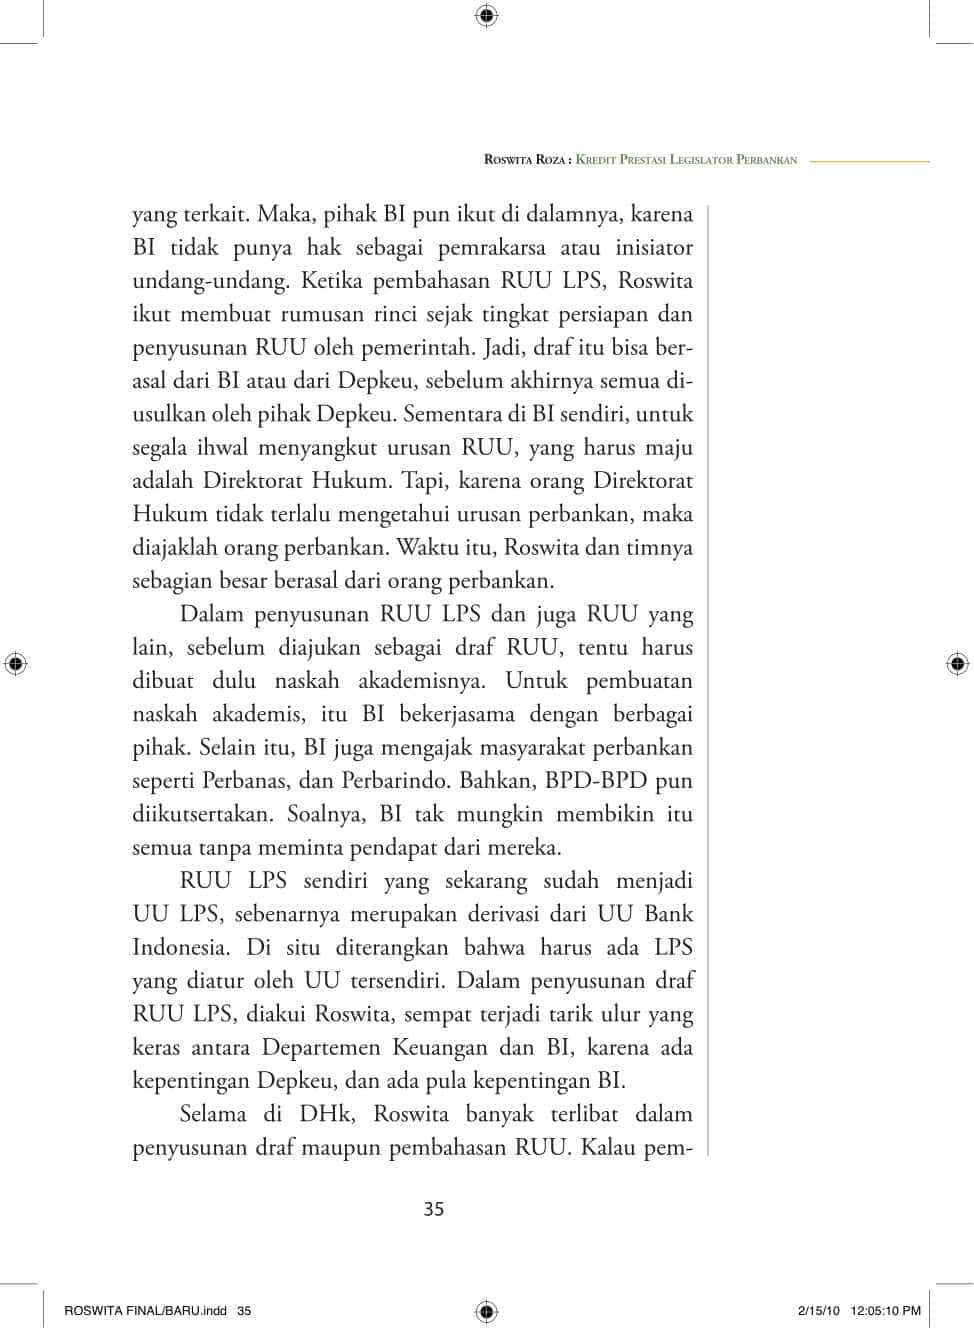 Roswita Roza : Kredit Prestasi Legislator Perbankan
yang terkait. Maka, pihak BI pun ikut di dalamnya, karena
BI tidak punya hak sebagai pemrakarsa atau inisiator
undang-undang. Ketika pembahasan RUU LPS, Roswita
ikut membuat rumusan rinci sejak tingkat persiapan dan
penyusunan RUU oleh pemerintah. Jadi, draf itu bisa ber-
asal dari BI atau dari Depkeu, sebelum akhirnya semua di-
usulkan oleh pihak Depkeu. Sementara di BI sendiri, untuk
segala ihwal menyangkut urusan RUU, yang harus maju
adalah Direktorat Hukum. Tapi, karena orang Direktorat
Hukum tidak terlalu mengetahui urusan perbankan, maka
diajaklah orang perbankan. Waktu itu, Roswita dan timnya
sebagian besar berasal dari orang perbankan.
Dalam penyusunan RUU LPS dan juga RUU yang
lain, sebelum diajukan sebagai draf RUU, tentu harus
dibuat dulu naskah akademisnya. Untuk pembuatan
naskah akademis, itu BI bekerjasama dengan berbagai
pihak. Selain itu, BI juga mengajak masyarakat perbankan
seperti Perbanas, dan Perbarindo. Bahkan, BPD-BPD pun
diikutsertakan. Soalnya, BI tak mungkin membikin itu
semua tanpa meminta pendapat dari mereka.
RUU LPS sendiri yang sekarang sudah menjadi
UU LPS, sebenarnya merupakan derivasi dari UU Bank
Indonesia. Di situ diterangkan bahwa harus ada LPS
yang diatur oleh UU tersendiri. Dalam penyusunan draf
RUU LPS, diakui Roswita, sempat terjadi tarik ulur yang
keras antara Departemen Keuangan dan BI, karena ada
kepentingan Depkeu, dan ada pula kepentingan BI.
Selama di DHk, Roswita banyak terlibat dalam
penyusunan draf maupun pembahasan RUU. Kalau pem-
35
ROSWITA FINAL/BARU.indd 35
2/15/10 12:05:10 PM